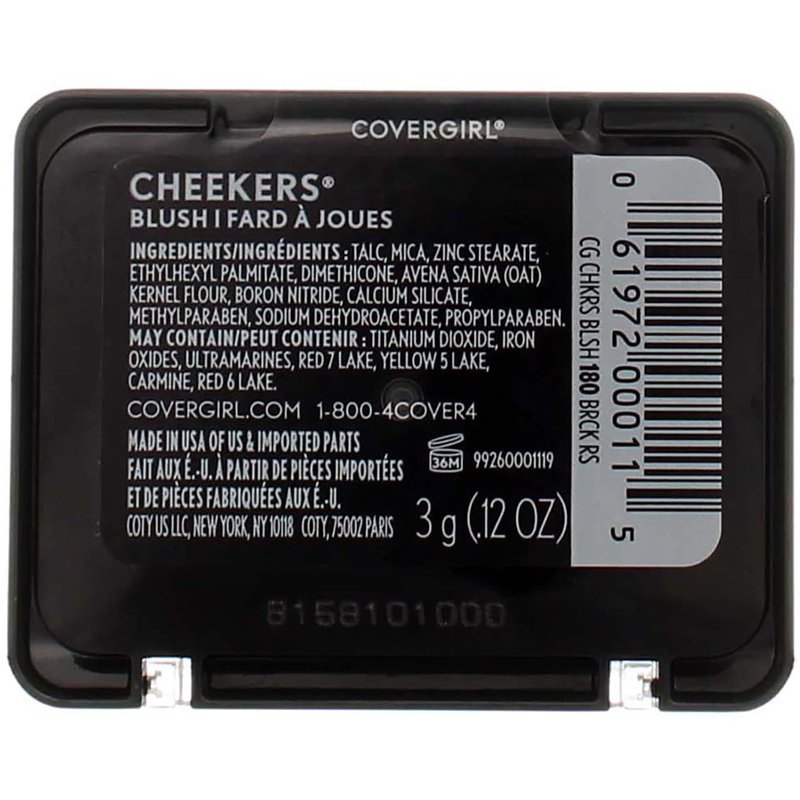 COVERGIRL®
CHEEKERS®
BLUSH | FARD À JOUES
INGREDIENTS/INGRÉDIENTS : TALC, MICA, ZINC STEARATE,
ETHYLHEXYL PALMITATE, DIMETHICONE, AVENA SATIVA (OAT)
KERNEL FLOUR, BORON NITRIDE, CALCIUM SILICATE,
METHYLPARABEN, SODIUM DEHYDROACETATE, PROPYLPARABEN.
MAY CONTAIN/PEUT CONTENIR : TITANIUM DIOXIDE, IRON
OXIDES, ULTRAMARINES, RED 7 LAKE, YELLOW 5 LAKE,
CARMINE, RED 6 LAKE.
COVERGIRL.COM 1-800-4COVER4
MADE IN USA OF US & IMPORTED PARTS
FAIT AUX É.-U. À PARTIR DE PIÈCES IMPORTÉES
ET DE PIÈCES FABRIQUÉES AUX É.-U.
COTY US LLC, NEW YORK, NY 10118 COTY, 75002 PARIS
36M 99260001119
3 g (.12 OZ)
CG CHKRS BLSH 180 BRCK RS
0 61972 00011 5
8158101000